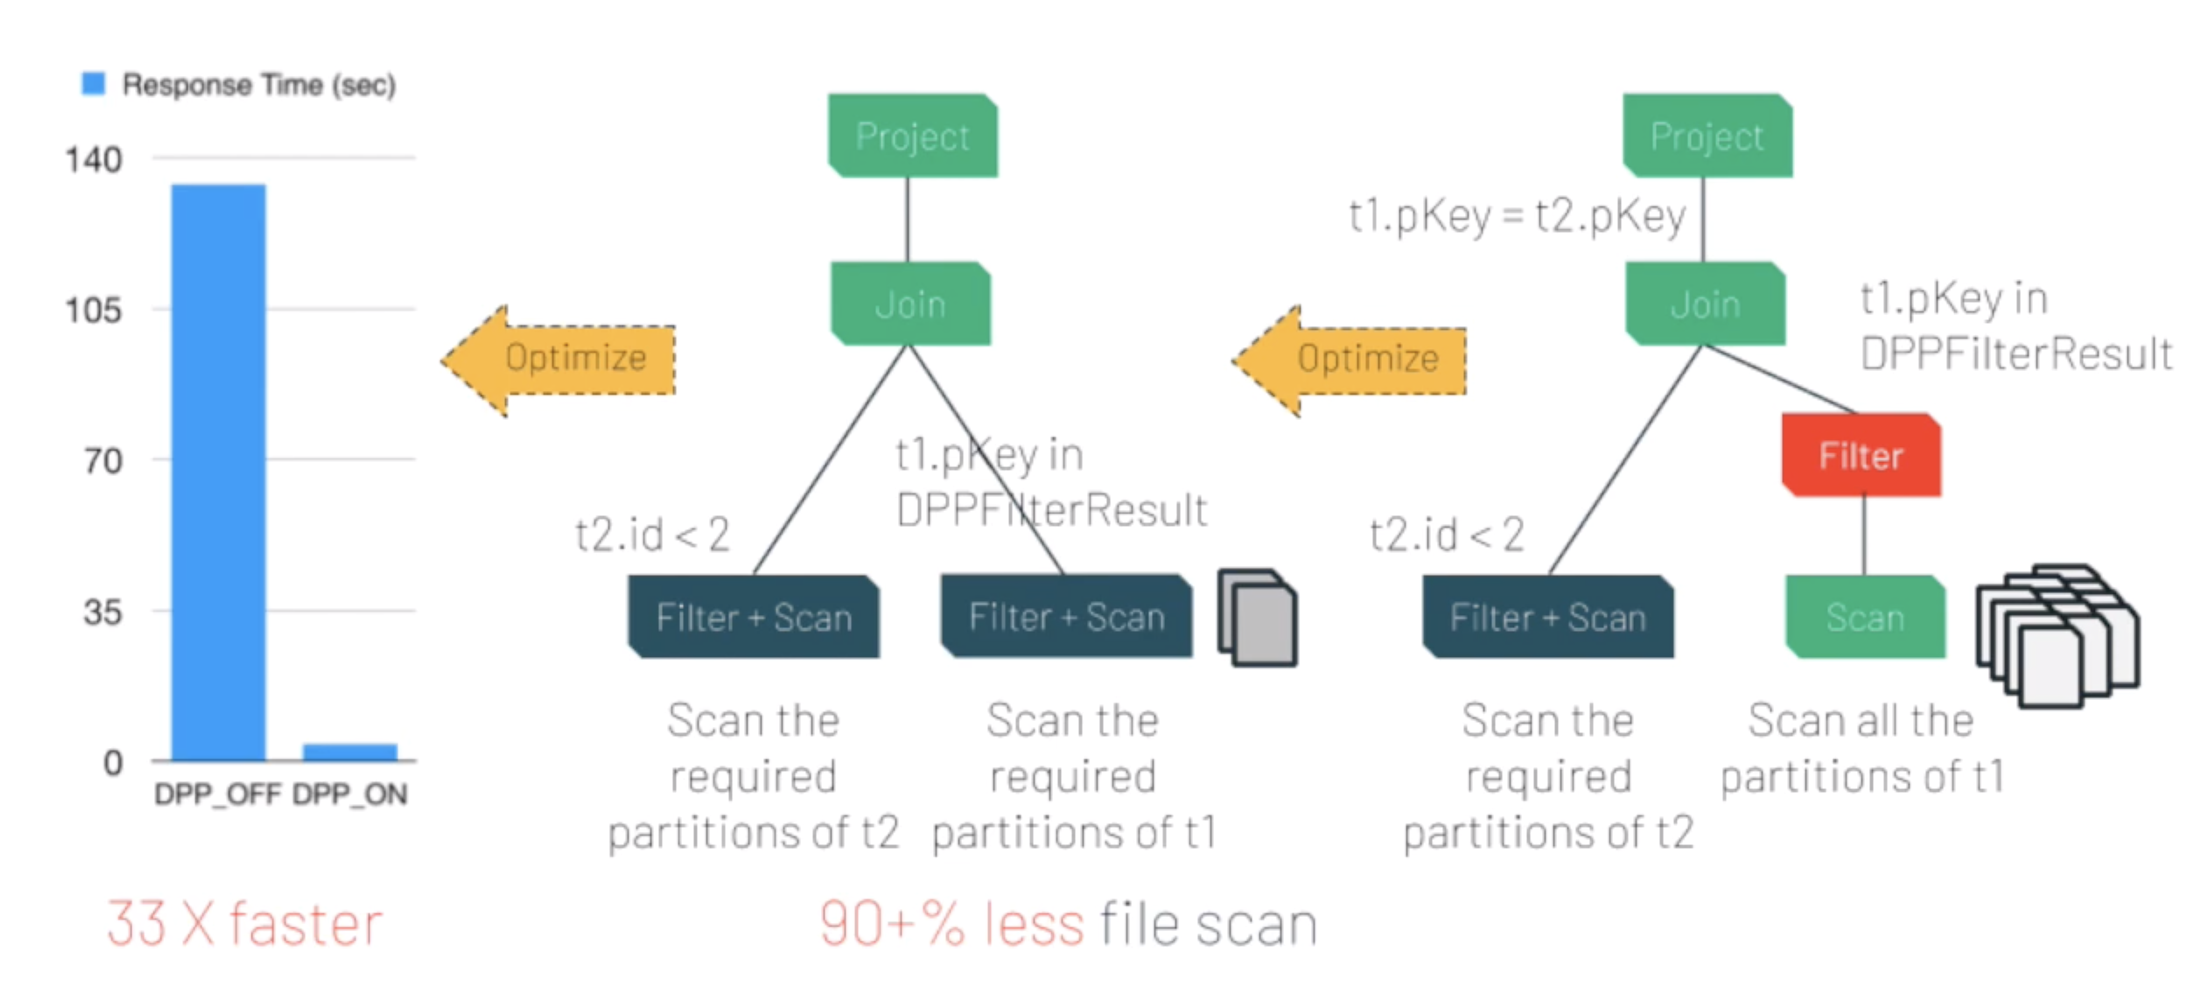 Response Time (sec)
140
105
70
35
0
DPP_OFF DPP_ON
33 X faster
Optimize
Project
Join
t1.pKey in
DPPFilterResult
t2.id < 2
Filter + Scan
Filter + Scan
Scan the
required
partitions of t2
Scan the
required
partitions of t1
90+% less file scan
Optimize
Project
t1.pKey = t2.pKey
Join
t1.pKey in
DPPFilterResult
Filter
t2.id < 2
Filter + Scan
Scan
Scan the
required
partitions of t2
Scan all the
partitions of t1